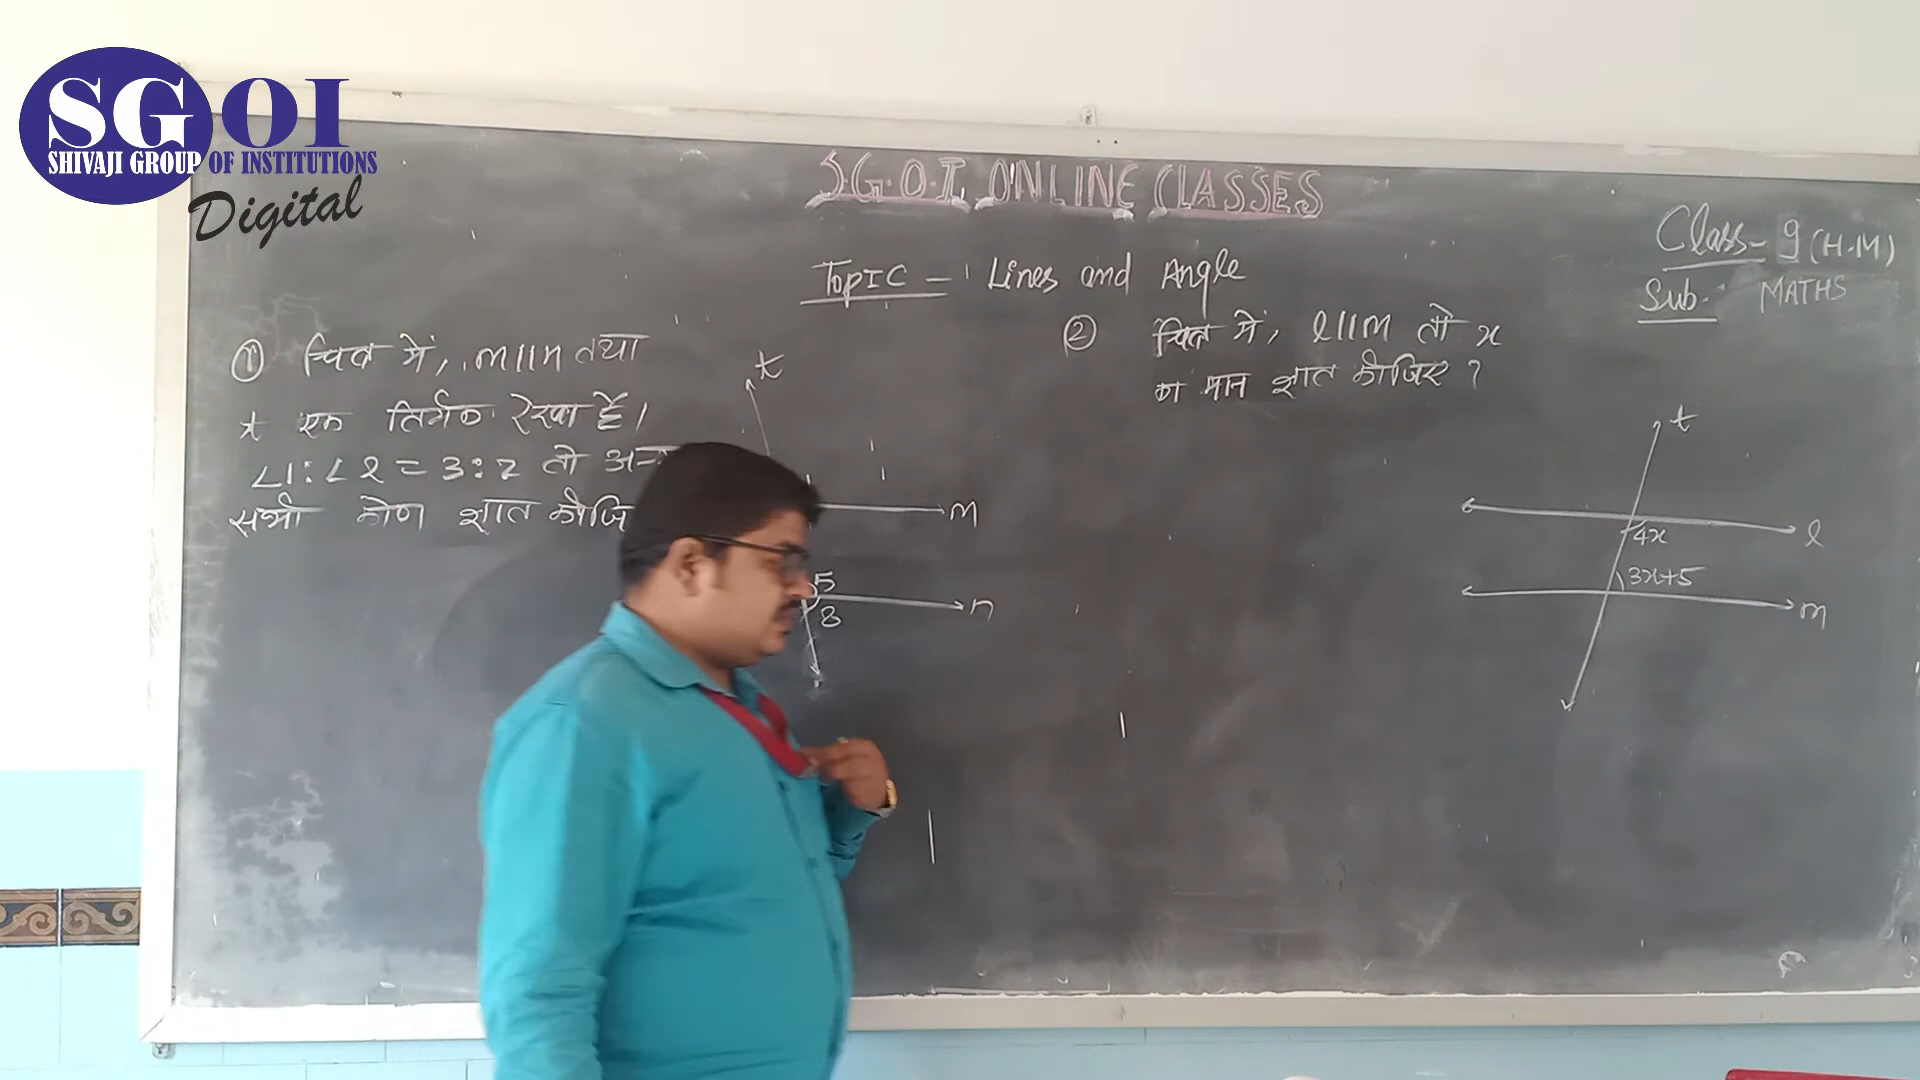 SGOI
SHIVAJI GROUP OF INSTITUTIONS
Digital
S.G.O.I. ONLINE CLASSES
Class- 9 (H.M)
Sub. MATHS
TOPIC - Lines and Angle
① चित्र में, m॥n तथा
t एक तिर्यक रेखा है।
∠1:∠2 = 3:2 तो
सभी कोण ज्ञात
t
m
5
n
8
② चित्र में, l॥m तो x
का मान ज्ञात कीजिए ?
t
l
4x
3x+5
m